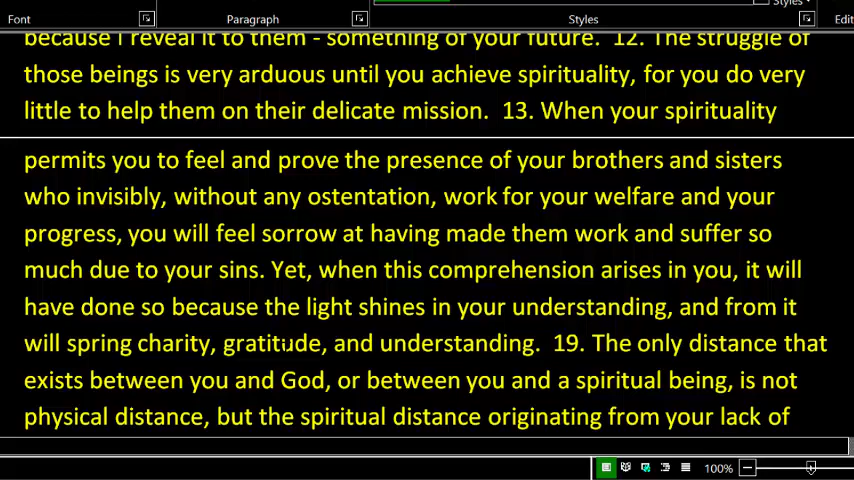 Font Paragraph Styles
because I reveal it to them - something of your future.  12. The struggle of
those beings is very arduous until you achieve spirituality, for you do very
little to help them on their delicate mission.  13. When your spirituality
permits you to feel and prove the presence of your brothers and sisters
who invisibly, without any ostentation, work for your welfare and your
progress, you will feel sorrow at having made them work and suffer so
much due to your sins. Yet, when this comprehension arises in you, it will
have done so because the light shines in your understanding, and from it
will spring charity, gratitude, and understanding.  19. The only distance that
exists between you and God, or between you and a spiritual being, is not
physical distance, but the spiritual distance originating from your lack of
100%